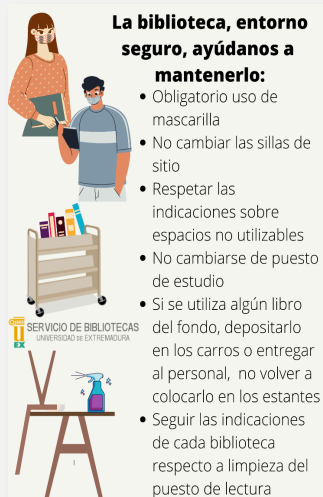 La biblioteca, entorno
seguro, ayúdanos a
mantenerlo:
• Obligatorio uso de
mascarilla
• No cambiar las sillas de
sitio
• Respetar las
indicaciones sobre
espacios no utilizables
• No cambiarse de puesto
de estudio
• Si se utiliza algún libro
del fondo, depositarlo
en los carros o entregar
al personal, no volver a
colocarlo en los estantes
• Seguir las indicaciones
de cada biblioteca
respecto a limpieza del
puesto de lectura
SERVICIO DE BIBLIOTECAS
UNIVERSIDAD DE EXTREMADURA
EX